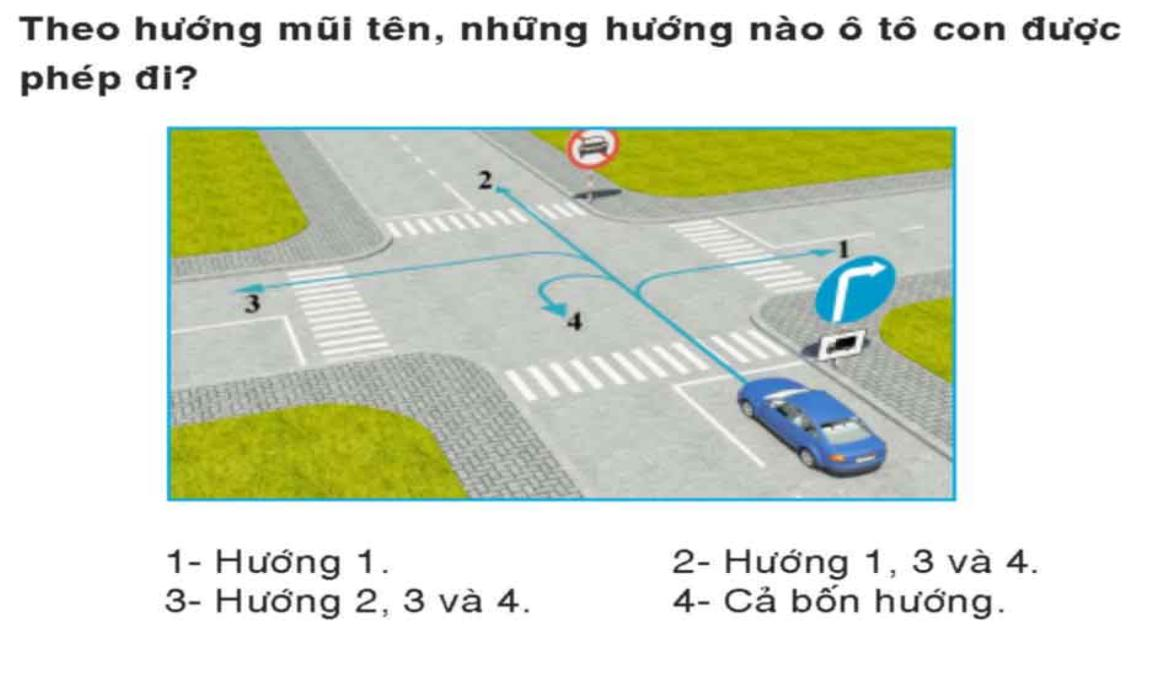 Theo hướng mũi tên, những hướng nào ô tô con được
phép đi?
2
1
3
4
1- Hướng 1.
2- Hướng 1, 3 và 4.
3- Hướng 2, 3 và 4.
4- Cả bốn hướng.